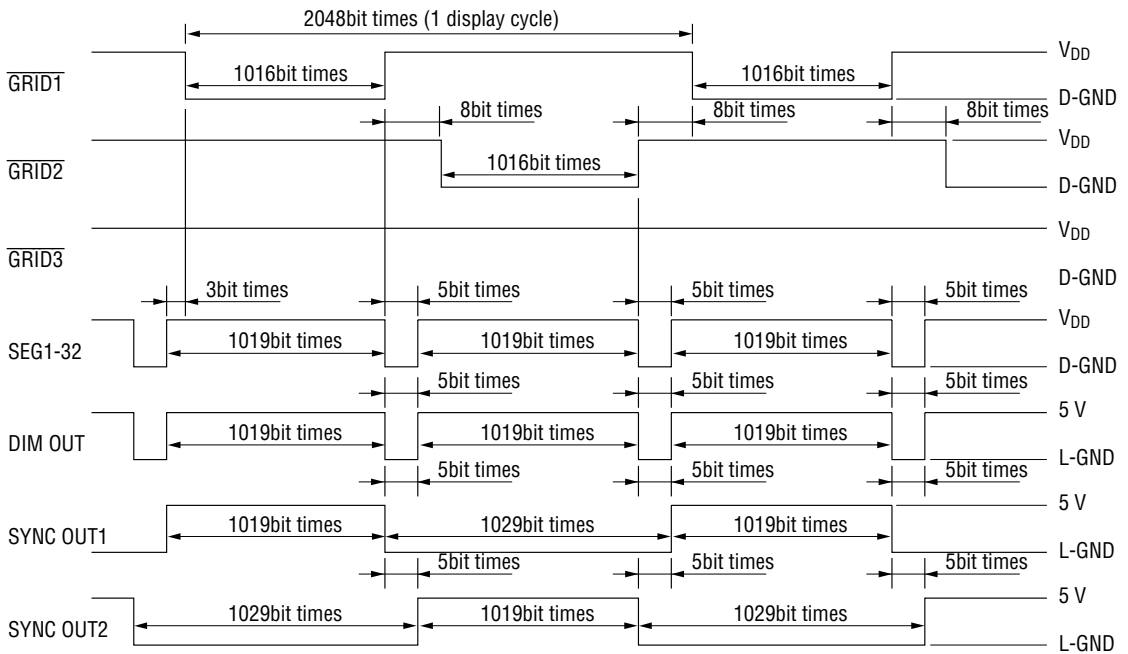 2048bit times (1 display cycle)
GRID1 1016bit times 1016bit times VDD
D-GND
8bit times 8bit times 8bit times
GRID2 1016bit times VDD
D-GND
GRID3 VDD
D-GND
3bit times 5bit times 5bit times 5bit times
SEG1-32 1019bit times 1019bit times 1019bit times VDD
D-GND
5bit times 5bit times 5bit times
DIM OUT 1019bit times 1019bit times 1019bit times 5 V
L-GND
5bit times 5bit times 5bit times
SYNC OUT1 1019bit times 1029bit times 1019bit times 5 V
L-GND
5bit times 5bit times 5bit times
SYNC OUT2 1029bit times 1019bit times 1029bit times 5 V
L-GND